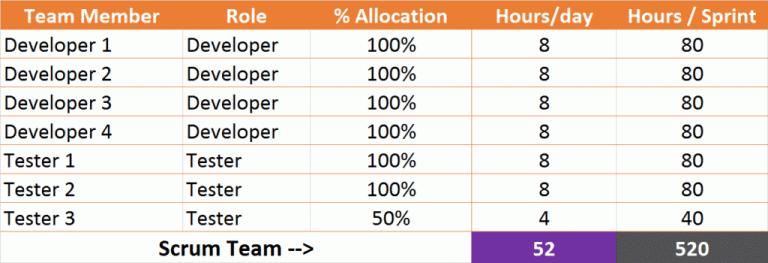 Team Member Role % Allocation Hours/day Hours / Sprint
Developer 1 Developer 100% 8 80
Developer 2 Developer 100% 8 80
Developer 3 Developer 100% 8 80
Developer 4 Developer 100% 8 80
Tester 1 Tester 100% 8 80
Tester 2 Tester 100% 8 80
Tester 3 Tester 50% 4 40
Scrum Team --> 52 520